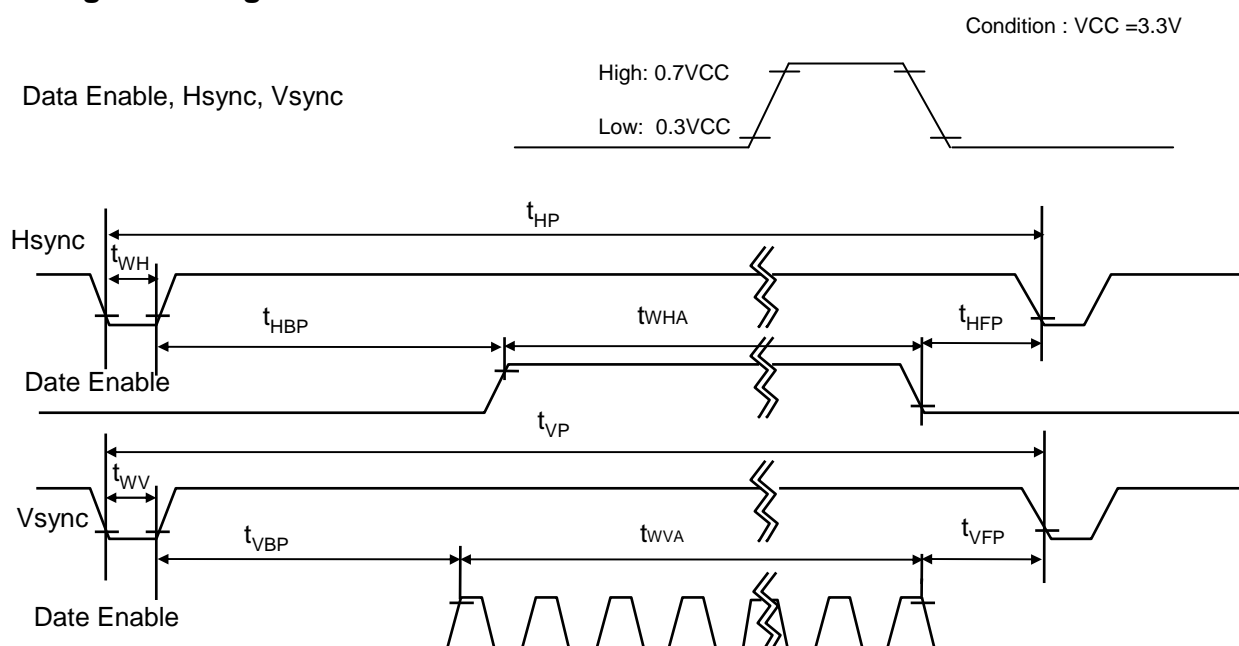 Condition : VCC =3.3V
High: 0.7VCC
Data Enable, Hsync, Vsync
Low: 0.3VCC
tHP
Hsync
tWH
tHBP
tWHA
tHFP
Date Enable
tVP
tWV
Vsync
tVBP
tWVA
tVFP
Date Enable